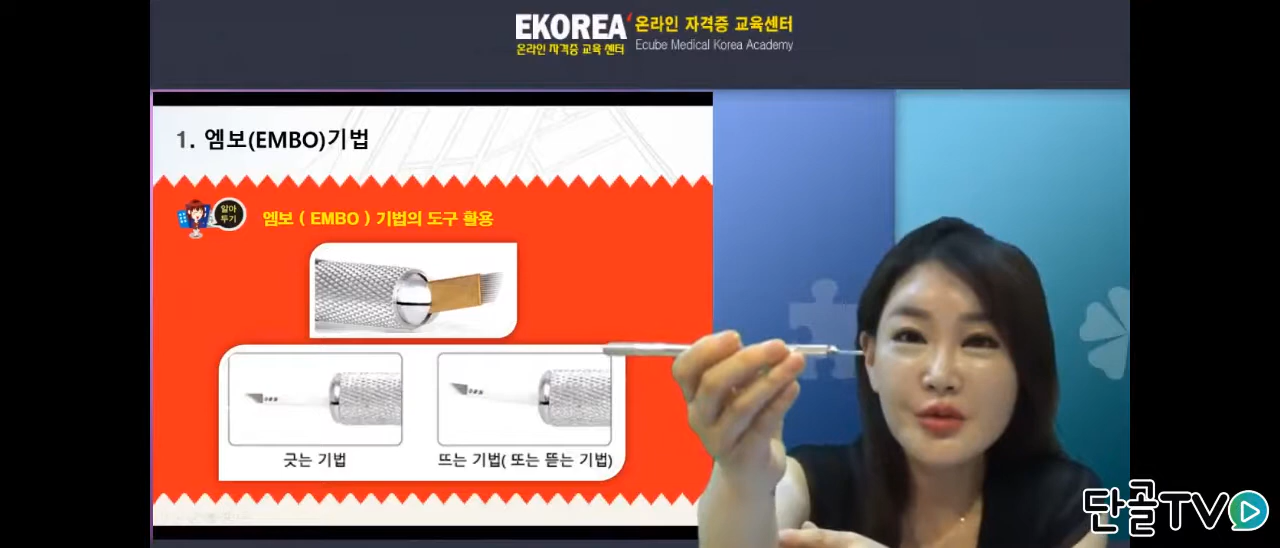 EKOREA
온라인 자격증 교육 센터
온라인 자격증 교육센터
Ecube Medical Korea Academy
1. 엠보(EMBO)기법
알아
두기
엠보 ( EMBO ) 기법의 도구 활용
긋는 기법
뜨는 기법( 또는 뜯는 기법)
단골TV